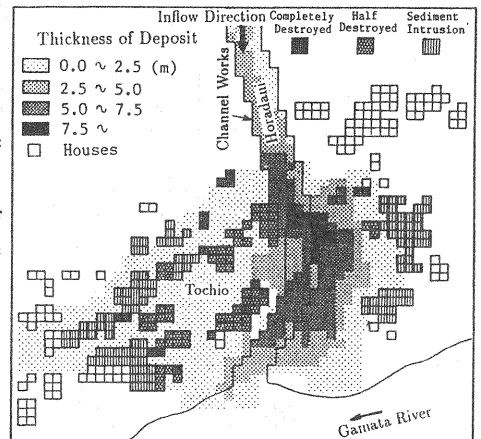 Inflow Direction
Completely Destroyed
Half Destroyed
Sediment Intrusion
Thickness of Deposit
0.0 ~ 2.5 (m)
2.5 ~ 5.0
5.0 ~ 7.5
7.5 ~
Houses
Channel Works
Horadani
Tochio
Gamata River